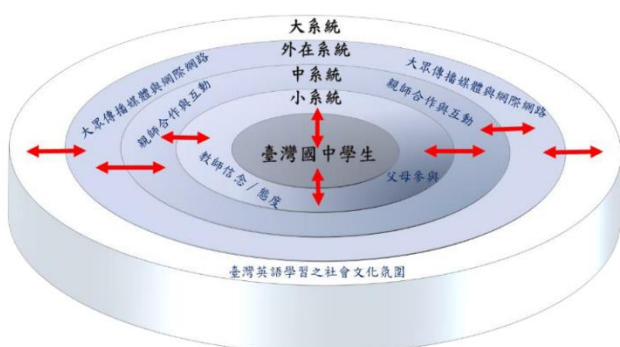 大系統
外在系統
大眾傳播媒體與網際網路
大眾傳播媒體與網際網路
中系統
親師合作與互動
親師合作與互動
小系統
臺灣國中學生
教師信念/態度
父母參與
臺灣英語學習之社會文化氛圍